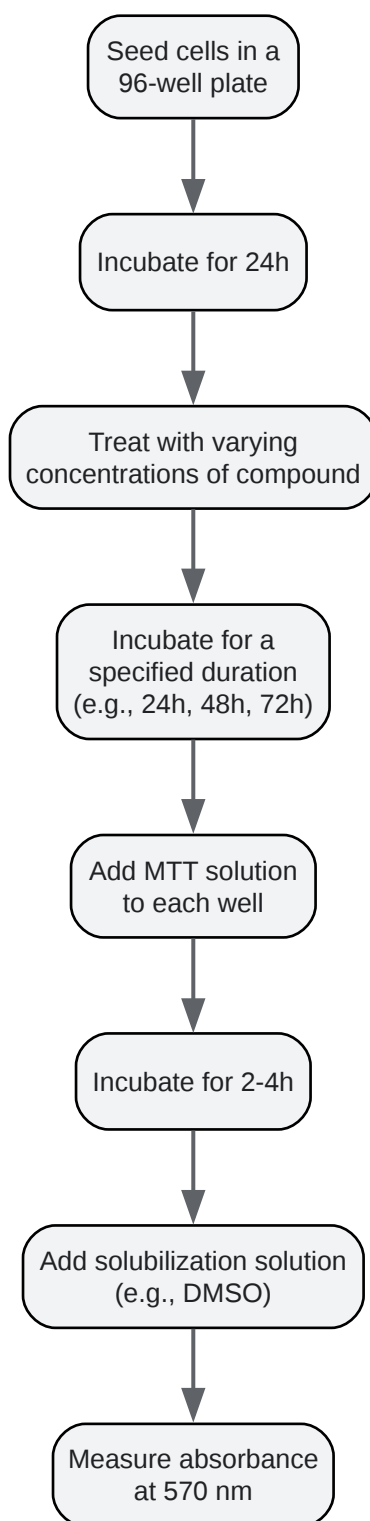 Seed cells in a
96-well plate
Incubate for 24h
Treat with varying
concentrations of compound
Incubate for a
specified duration
(e.g., 24h, 48h, 72h)
Add MTT solution
to each well
Incubate for 2-4h
Add solubilization solution
(e.g., DMSO)
Measure absorbance
at 570 nm